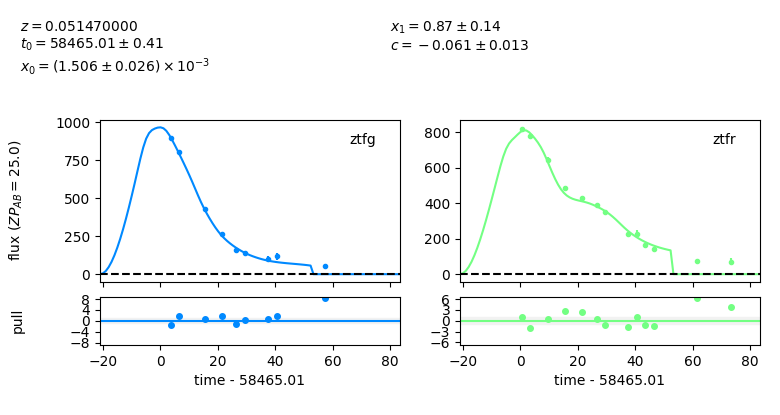 z = 0.051470000
t₀ = 58465.01 ± 0.41
x₀ = (1.506 ± 0.026) × 10⁻³
x₁ = 0.87 ± 0.14
c = −0.061 ± 0.013
flux (ZP_AB = 25.0)
1000
750
500
250
0
ztfg
800
600
400
200
0
ztfr
pull
8
4
0
−4
−8
−20 0 20 40 60 80
time - 58465.01
6
3
0
−3
−6
−20 0 20 40 60 80
time - 58465.01